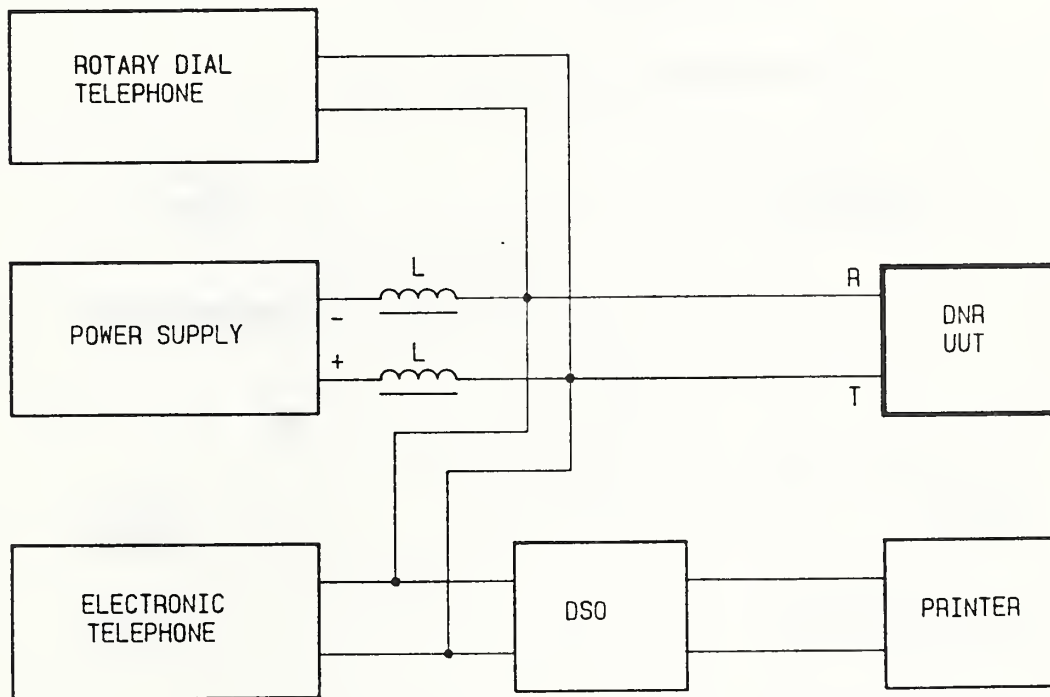 ROTARY DIAL
TELEPHONE
L
R
-
POWER SUPPLY
DNR
UUT
+
L
T
ELECTRONIC
TELEPHONE
DSO
PRINTER